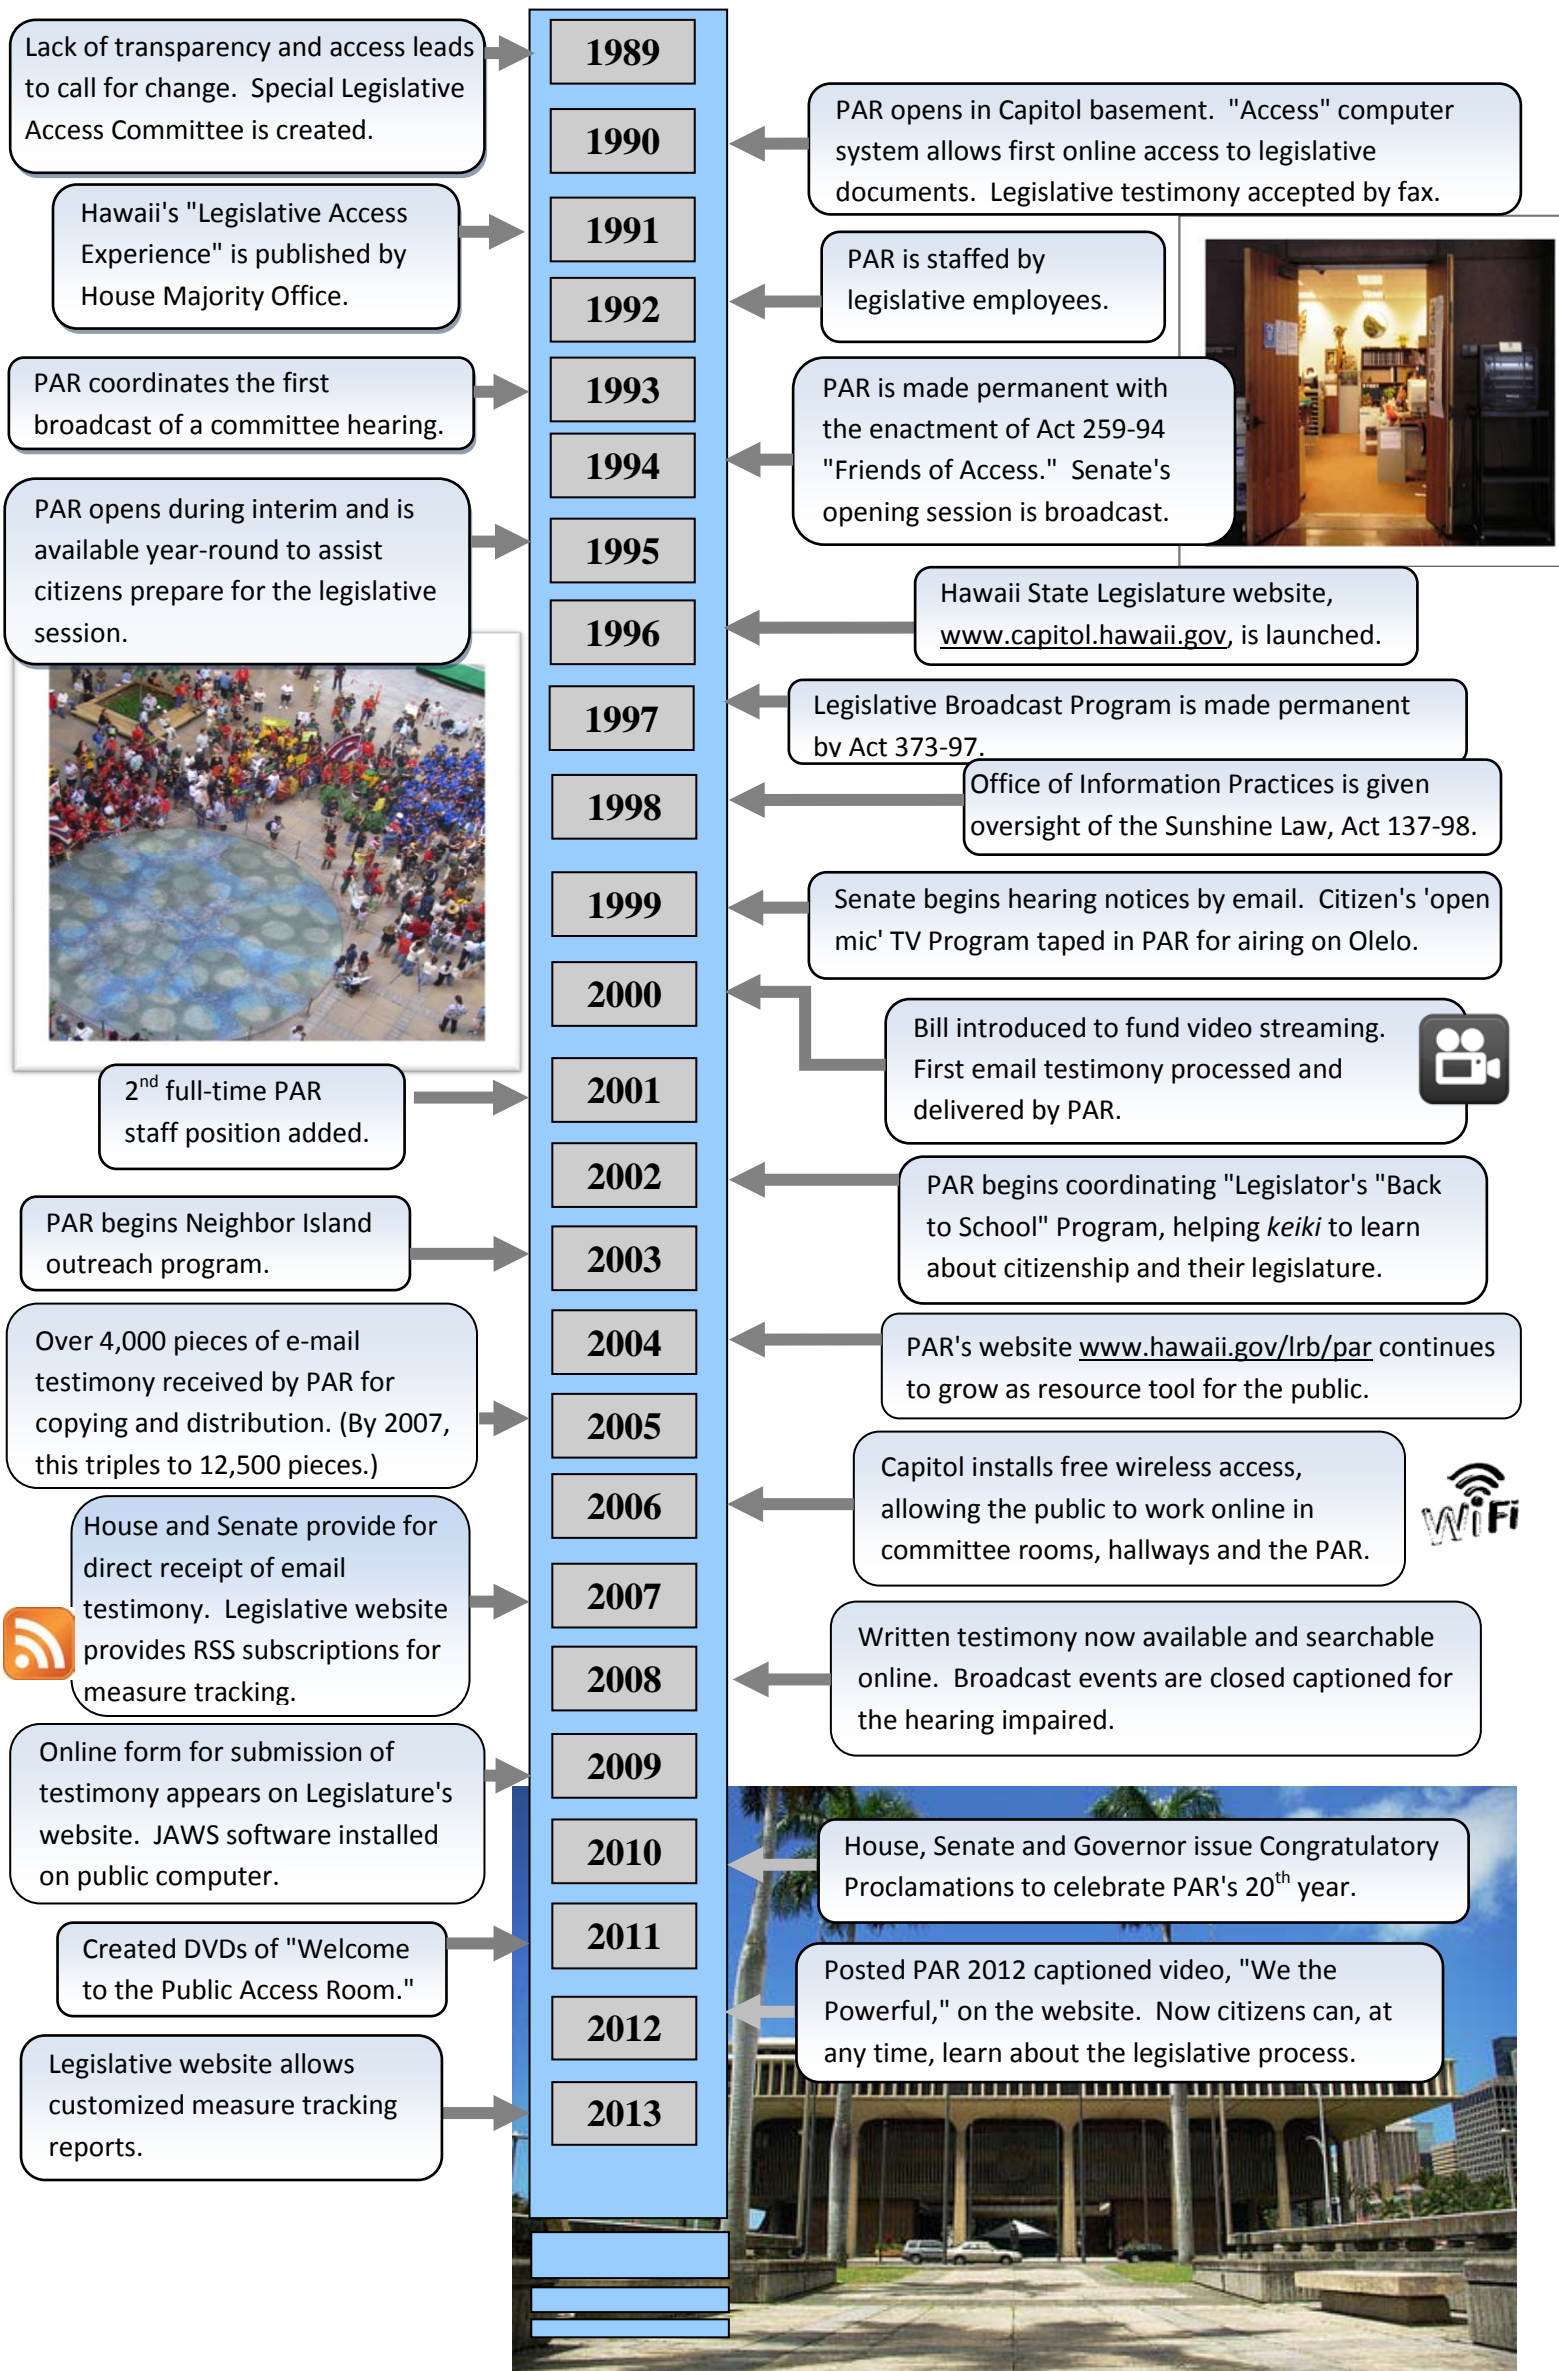 1989
Lack of transparency and access leads
to call for change.  Special Legislative
Access Committee is created.
1990
PAR opens in Capitol basement.  "Access" computer
system allows first online access to legislative
documents.  Legislative testimony accepted by fax.
1991
Hawaii's "Legislative Access
Experience" is published by
House Majority Office.
1992
PAR is staffed by
legislative employees.
1993
PAR coordinates the first
broadcast of a committee hearing.
1994
PAR is made permanent with
the enactment of Act 259-94
"Friends of Access."  Senate's
opening session is broadcast.
1995
PAR opens during interim and is
available year-round to assist
citizens prepare for the legislative
session.
1996
Hawaii State Legislature website,
www.capitol.hawaii.gov, is launched.
1997
Legislative Broadcast Program is made permanent
by Act 373-97.
1998
Office of Information Practices is given
oversight of the Sunshine Law, Act 137-98.
1999
Senate begins hearing notices by email.  Citizen's 'open
mic' TV Program taped in PAR for airing on Olelo.
2000
Bill introduced to fund video streaming.
First email testimony processed and
delivered by PAR.
2001
2nd full-time PAR
staff position added.
2002
PAR begins coordinating "Legislator's "Back
to School" Program, helping keiki to learn
about citizenship and their legislature.
2003
PAR begins Neighbor Island
outreach program.
2004
PAR's website www.hawaii.gov/lrb/par continues
to grow as resource tool for the public.
2005
Over 4,000 pieces of e-mail
testimony received by PAR for
copying and distribution. (By 2007,
this triples to 12,500 pieces.)
2006
Capitol installs free wireless access,
allowing the public to work online in
committee rooms, hallways and the PAR.
WiFi
2007
House and Senate provide for
direct receipt of email
testimony.  Legislative website
provides RSS subscriptions for
measure tracking.
2008
Written testimony now available and searchable
online.  Broadcast events are closed captioned for
the hearing impaired.
2009
Online form for submission of
testimony appears on Legislature's
website.  JAWS software installed
on public computer.
2010
House, Senate and Governor issue Congratulatory
Proclamations to celebrate PAR's 20th year.
2011
Created DVDs of "Welcome
to the Public Access Room."
2012
Posted PAR 2012 captioned video, "We the
Powerful," on the website.  Now citizens can, at
any time, learn about the legislative process.
2013
Legislative website allows
customized measure tracking
reports.